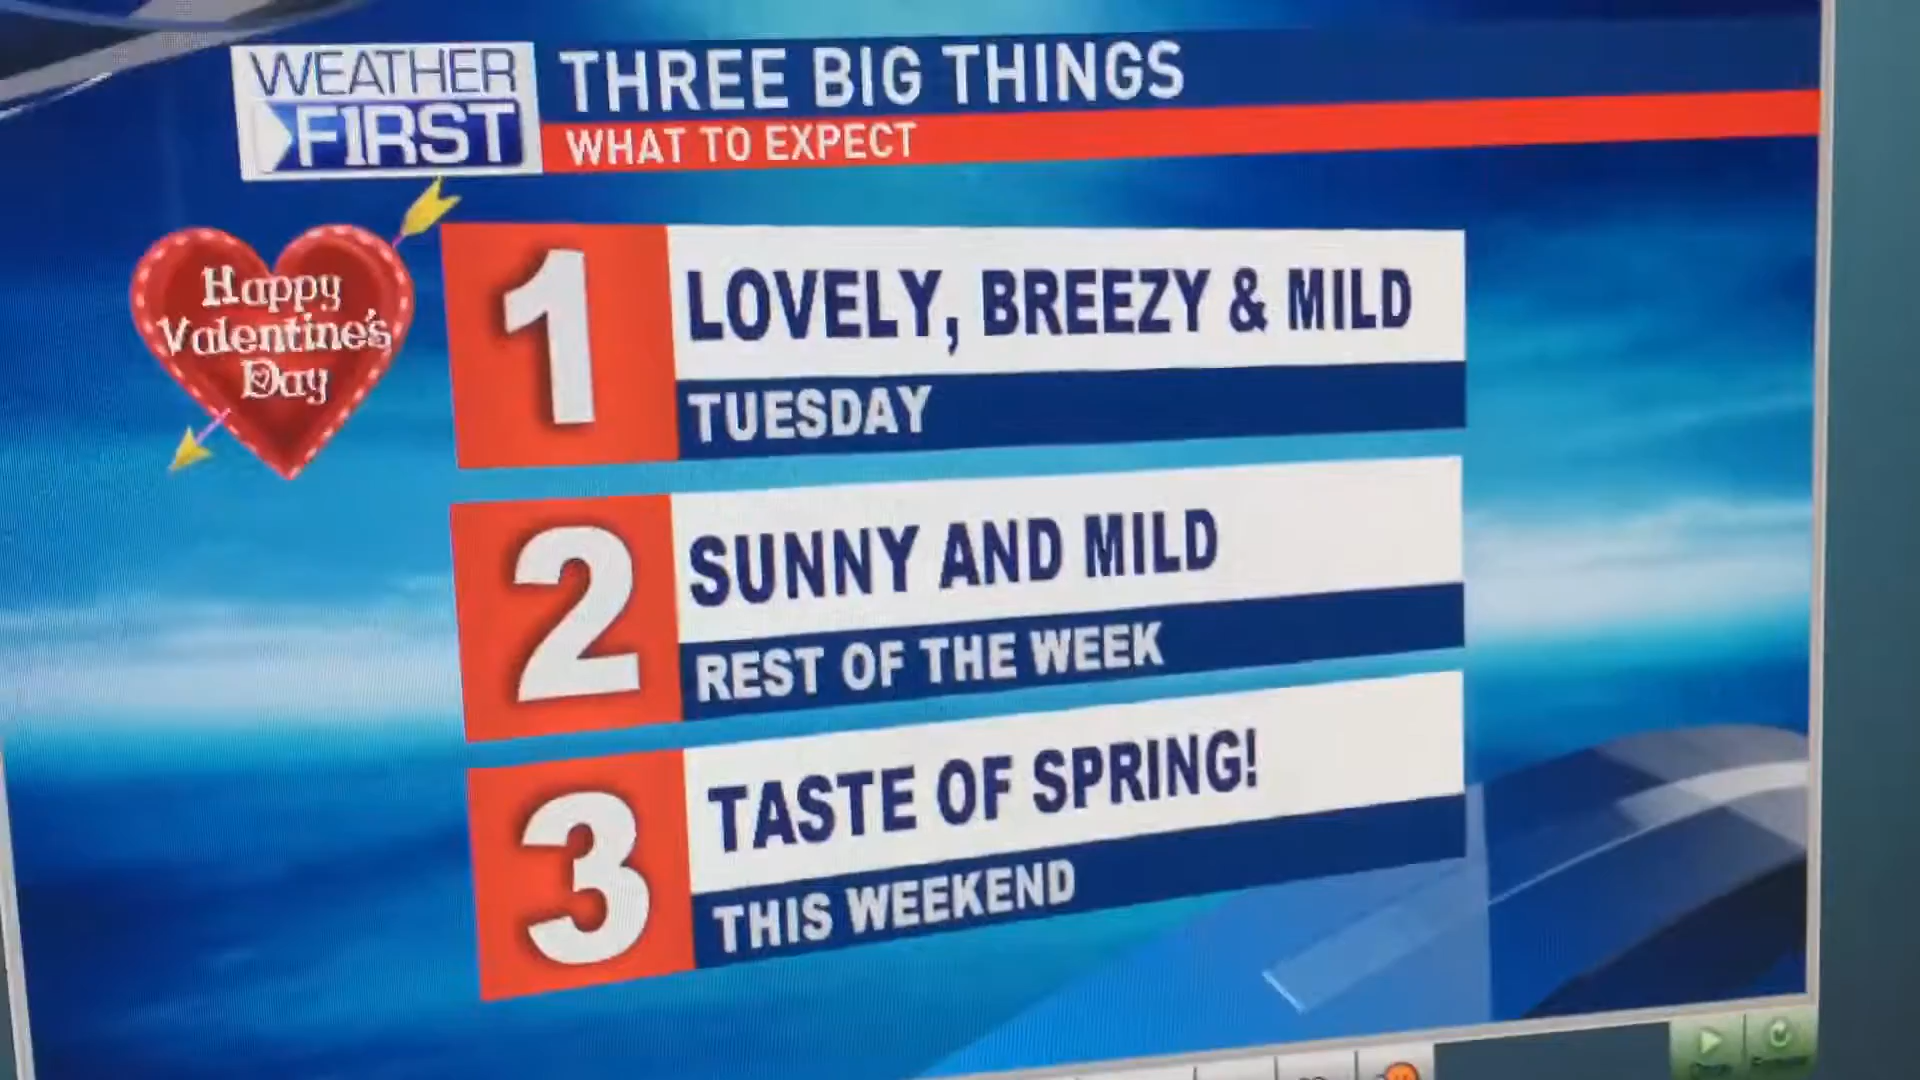 WEATHER
FIRST
THREE BIG THINGS
WHAT TO EXPECT
Happy
Valentine's
Day
1
LOVELY, BREEZY & MILD
TUESDAY
2
SUNNY AND MILD
REST OF THE WEEK
3
TASTE OF SPRING!
THIS WEEKEND